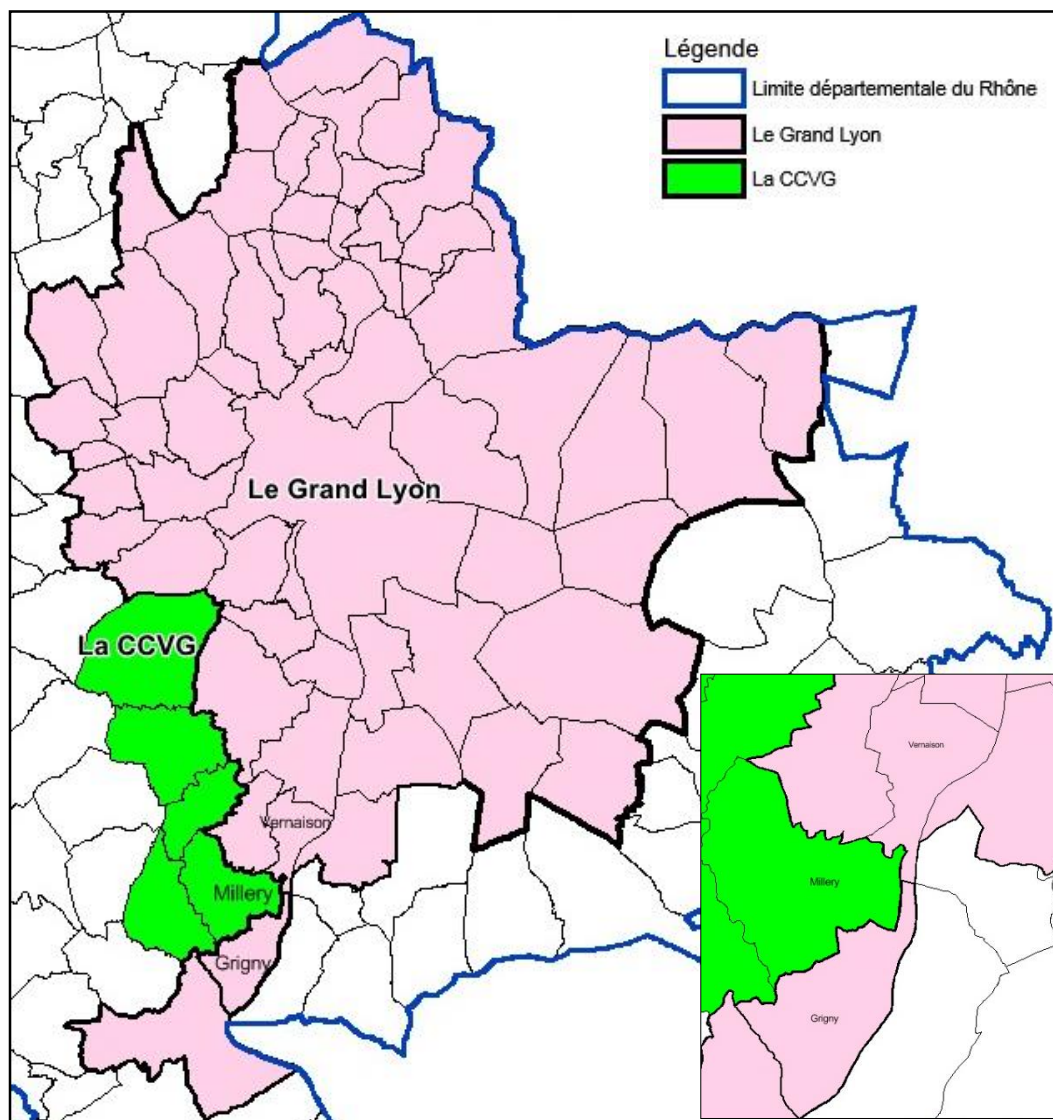 Légende
Limite départementale du Rhône
Le Grand Lyon
La CCVG
Le Grand Lyon
La CCVG
Vernaison
Millery
Grigny
Vernaison
Millery
Grigny